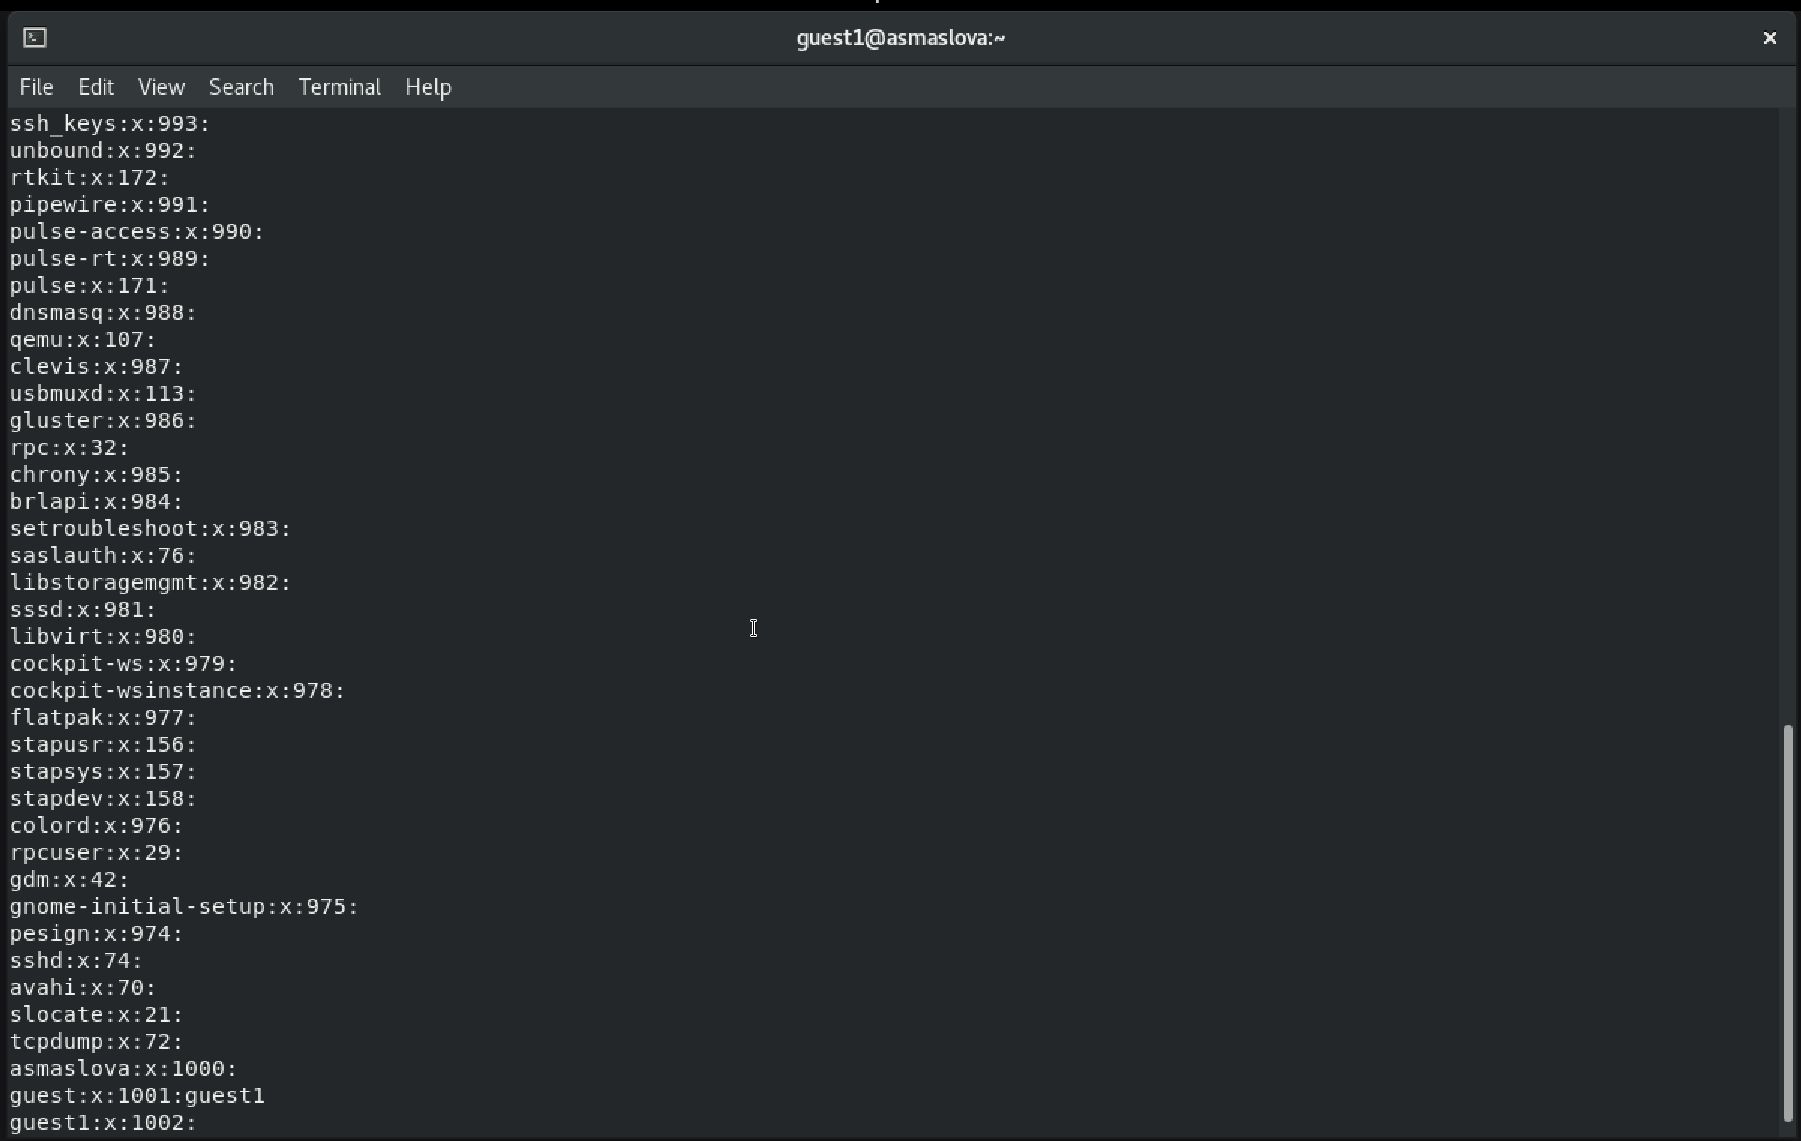 guest1@asmaslova:~
File Edit View Search Terminal Help
ssh_keys:x:993:
unbound:x:992:
rtkit:x:172:
pipewire:x:991:
pulse-access:x:990:
pulse-rt:x:989:
pulse:x:171:
dnsmasq:x:988:
qemu:x:107:
clevis:x:987:
usbmuxd:x:113:
gluster:x:986:
rpc:x:32:
chrony:x:985:
brlapi:x:984:
setroubleshoot:x:983:
saslauth:x:76:
libstoragemgmt:x:982:
sssd:x:981:
libvirt:x:980:
cockpit-ws:x:979:
cockpit-wsinstance:x:978:
flatpak:x:977:
stapusr:x:156:
stapsys:x:157:
stapdev:x:158:
colord:x:976:
rpcuser:x:29:
gdm:x:42:
gnome-initial-setup:x:975:
pesign:x:974:
sshd:x:74:
avahi:x:70:
slocate:x:21:
tcpdump:x:72:
asmaslova:x:1000:
guest:x:1001:guest1
guest1:x:1002: